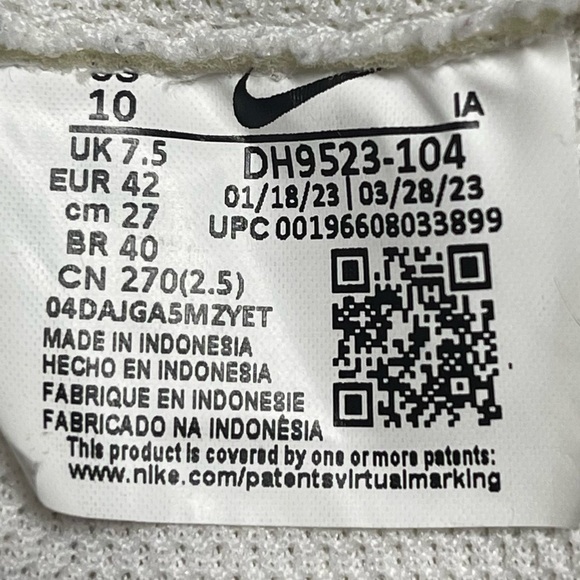 US
10
IA
UK 7.5
DH9523-104
EUR 42
01/18/23 | 03/28/23
cm 27
UPC 00196608033899
BR 40
CN 270(2.5)
04DAJGA5MZYET
MADE IN INDONESIA
HECHO EN INDONESIA
FABRIQUE EN INDONESIE
FABRICADO NA INDONÊSIA
This product is covered by one or more patents:
www.nike.com/patentsvirtualmarking